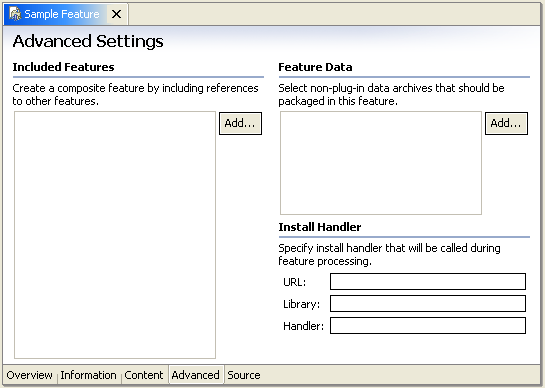 Sample Feature
Advanced Settings
Included Features
Create a composite feature by including references
to other features.
Add...
Feature Data
Select non-plug-in data archives that should be
packaged in this feature.
Add...
Install Handler
Specify install handler that will be called during
feature processing.
URL:
Library:
Handler:
Overview Information Content Advanced Source